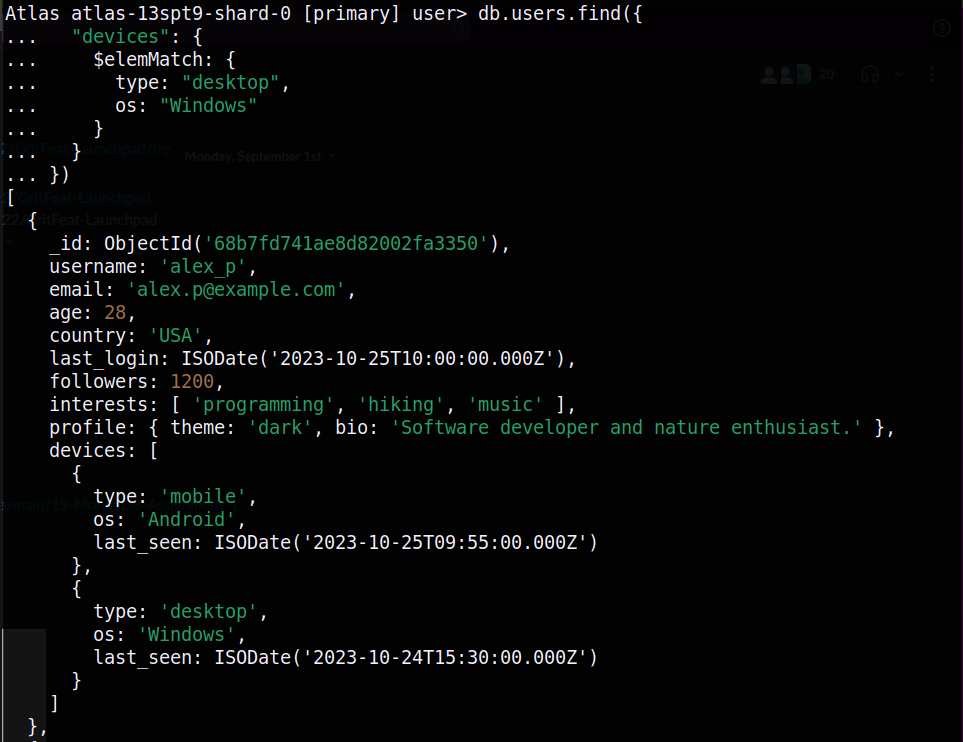 Atlas atlas-13spt9-shard-0 [primary] user> db.users.find({
...   "devices": {
...     $elemMatch: {
...       type: "desktop",
...       os: "Windows"
...     }
...   }
... })
Monday, September 1st
20
[
/GritFeat-Launchpad
22/GritFeat-Launchpad
  {
    _id: ObjectId('68b7fd741ae8d82002fa3350'),
    username: 'alex_p',
    email: 'alex.p@example.com',
    age: 28,
    country: 'USA',
    last_login: ISODate('2023-10-25T10:00:00.000Z'),
    followers: 1200,
    interests: [ 'programming', 'hiking', 'music' ],
    profile: { theme: 'dark', bio: 'Software developer and nature enthusiast.' },
    devices: [
      {
        type: 'mobile',
        os: 'Android',
        last_seen: ISODate('2023-10-25T09:55:00.000Z')
      },
      {
        type: 'desktop',
        os: 'Windows',
        last_seen: ISODate('2023-10-24T15:30:00.000Z')
      }
    ]
  },